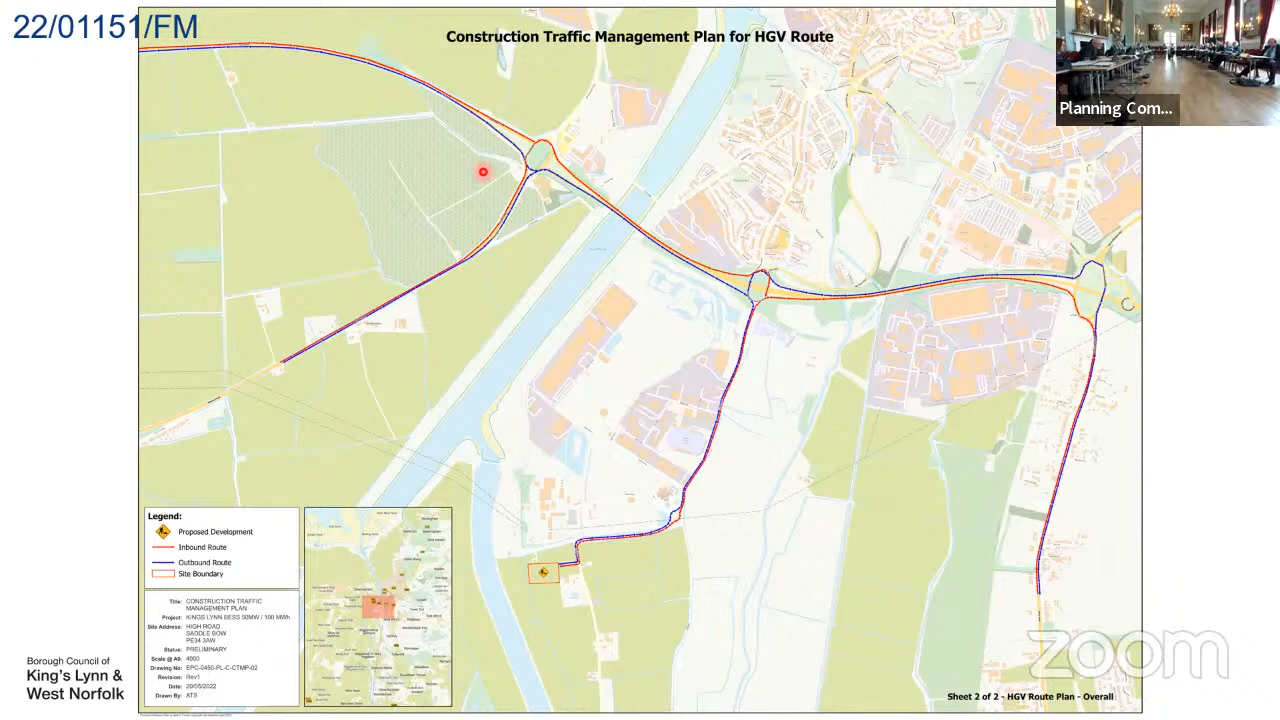 22/01151/FM
Construction Traffic Management Plan for HGV Route
Planning Com...
Legend:
Proposed Development
Inbound Route
Outbound Route
Site Boundary
Title: CONSTRUCTION TRAFFIC
MANAGEMENT PLAN
Project: KINGS LYNN BESS 50MW / 100 MWh
Site Address: HIGH ROAD
SADDLE BOW
PE34 3AW
Status: PRELIMINARY
Scale @ A0: 4000
Drawing No: EPC-0450-PL-C-CTMP-02
Revision: Rev1
Date: 20/05/2022
Drawn By: ATS
Borough Council of
King's Lynn &
West Norfolk
zoom
Sheet 2 of 2 - HGV Route Plan - Overall